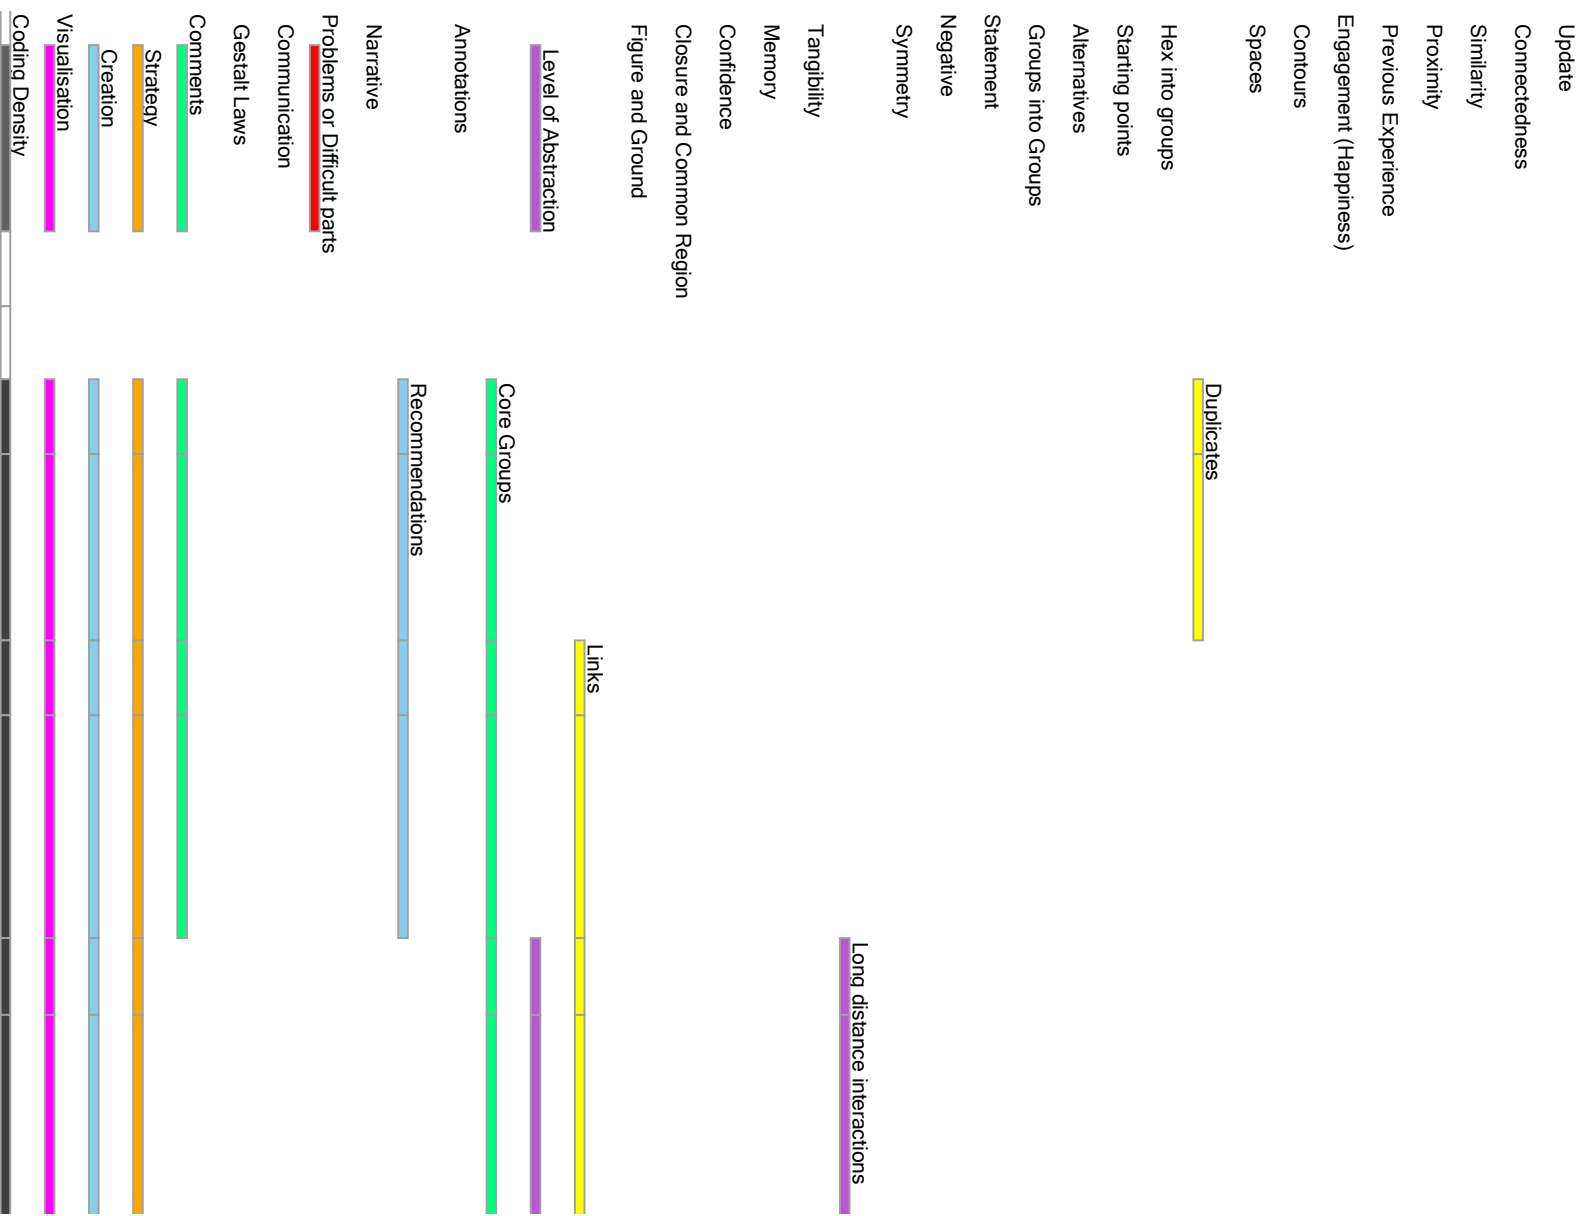 Update
Connectedness
Similarity
Proximity
Previous Experience
Engagement (Happiness)
Contours
Spaces
Duplicates
Hex into groups
Starting points
Alternatives
Groups into Groups
Statement
Negative
Symmetry
Long distance interactions
Tangibility
Memory
Confidence
Closure and Common Region
Figure and Ground
Links
Level of Abstraction
Core Groups
Annotations
Recommendations
Narrative
Problems or Difficult parts
Communication
Gestalt Laws
Comments
Strategy
Creation
Visualisation
Coding Density